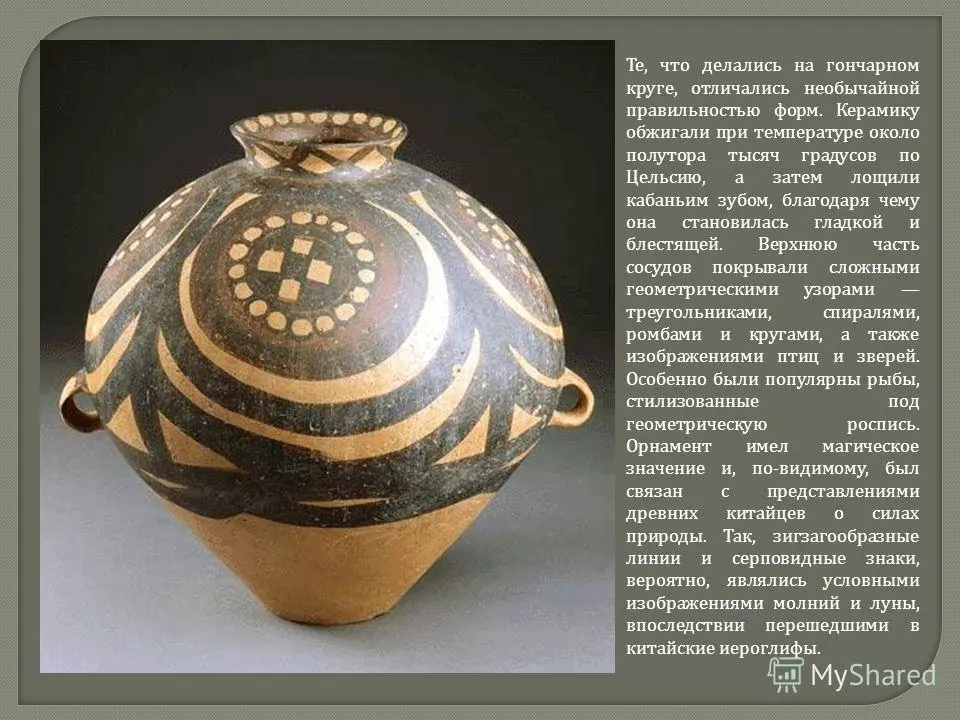 Те, что делались на гончарном
круге, отличались необычайной
правильностью форм. Керамику
обжигали при температуре около
полутора тысяч градусов по
Цельсию, а затем лощили
кабаньим зубом, благодаря чему
она становилась гладкой и
блестящей. Верхнюю часть
сосудов покрывали сложными
геометрическими узорами —
треугольниками, спиралями,
ромбами и кругами, а также
изображениями птиц и зверей.
Особенно были популярны рыбы,
стилизованные под
геометрическую роспись.
Орнамент имел магическое
значение и, по-видимому, был
связан с представлениями
древних китайцев о силах
природы. Так, зигзагообразные
линии и серповидные знаки,
вероятно, являлись условными
изображениями молний и луны,
впоследствии перешедшими в
китайские иероглифы.
MyShared